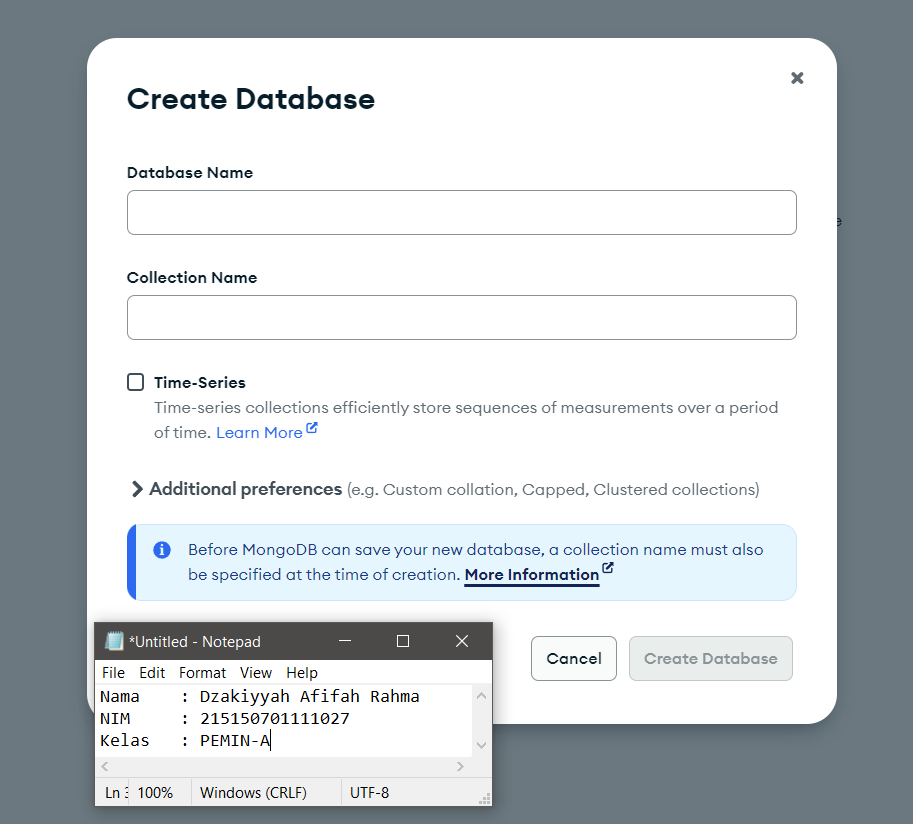 Create Database
Database Name
Collection Name
Time-Series
Time-series collections efficiently store sequences of measurements over a period
of time. Learn More
Additional preferences (e.g. Custom collation, Capped, Clustered collections)
Before MongoDB can save your new database, a collection name must also
be specified at the time of creation. More Information
Cancel
Create Database
*Untitled - Notepad
File Edit Format View Help
Nama : Dzakiyyah Afifah Rahma
NIM : 215150701111027
Kelas : PEMIN-A
Ln 100% Windows (CRLF) UTF-8